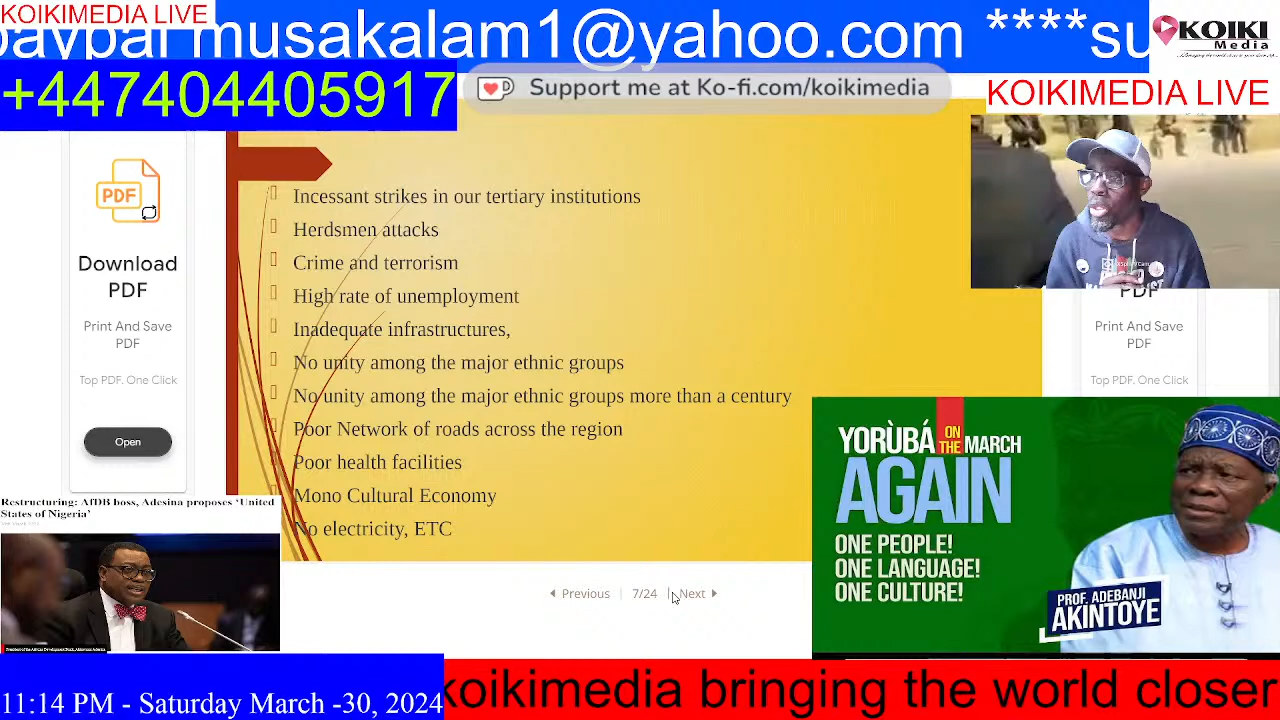 KOIKIMEDIA LIVE
paypal musakalam1@yahoo.com ****su
KOIKI
Media
+447404405917
Support me at Ko-fi.com/koikimedia
KOIKIMEDIA LIVE
PDF
Download
PDF
Print And Save
PDF
Top PDF. One Click
Open
Incessant strikes in our tertiary institutions
Herdsmen attacks
Crime and terrorism
High rate of unemployment
Inadequate infrastructures,
No unity among the major ethnic groups
No unity among the major ethnic groups more than a century
Poor Network of roads across the region
Poor health facilities
Mono Cultural Economy
No electricity, ETC
PDF
Print And Save
PDF
Top PDF. One Click
YORÙBÁ ON THE MARCH
AGAIN
ONE PEOPLE!
ONE LANGUAGE!
ONE CULTURE!
PROF. ADEBANJI
AKINTOYE
Restructuring: AfDB boss, Adesina proposes ‘United
States of Nigeria’
Previous
7/24
Next
11:14 PM - Saturday March -30, 2024
koikimedia bringing the world closer